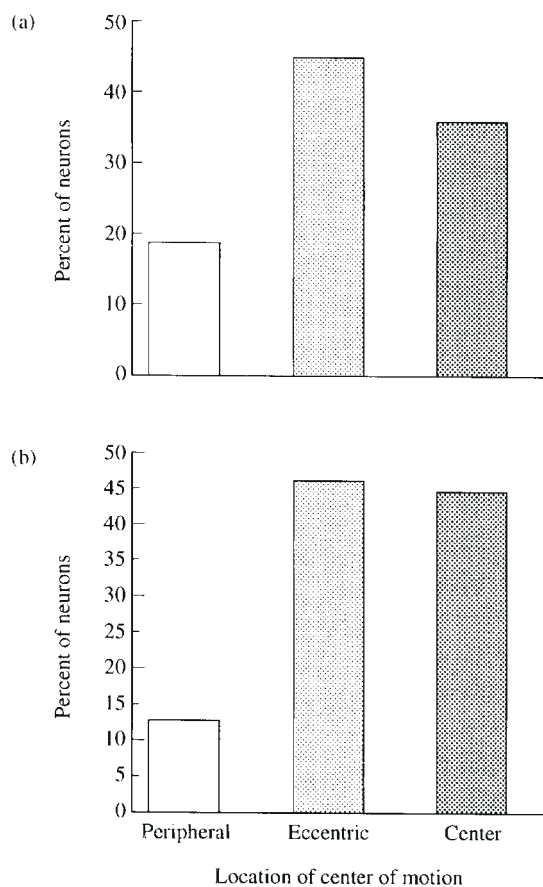 (a)
50
40
30
20
10
0
Percent of neurons
(b)
50
45
40
35
30
25
20
15
10
5
0
Percent of neurons
Peripheral Eccentric Center
Location of center of motion